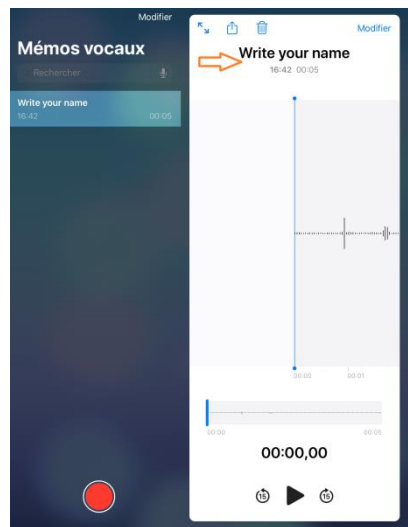 Modifier
Mémos vocaux
Rechercher
Write your name
16:42 00:05
Modifier
Write your name
16:42 00:05
00:00 00:01
00:00 00:05
00:00,00
15 15